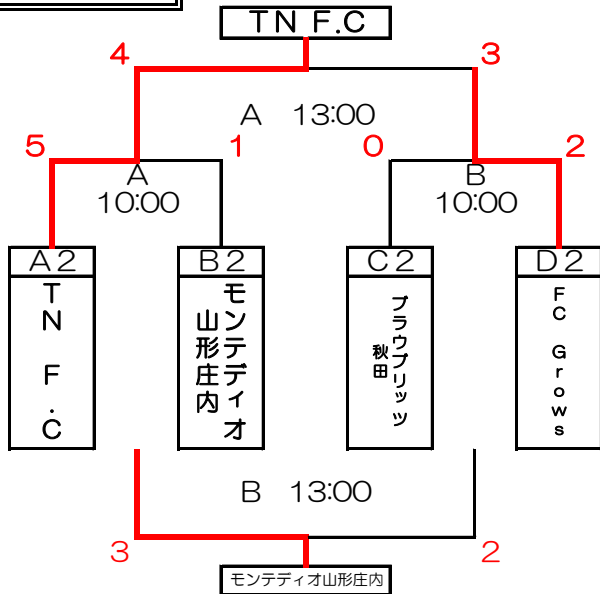 TN F.C
4 3
A 13:00
5 1 0 2
A B
10:00 10:00
A2 B2 C2 D2
TN F.C
モンテディオ
山形庄内
ブラウブリッツ
秋田
FC Grows
B 13:00
3 2
モンテディオ山形庄内